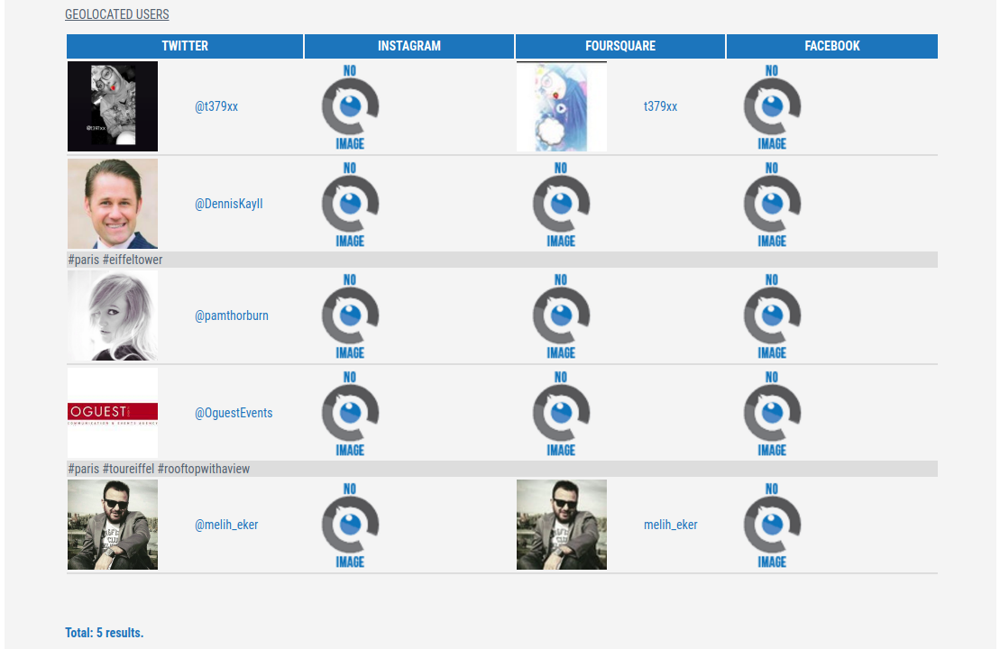 GEOLOCATED USERS
TWITTER INSTAGRAM FOURSQUARE FACEBOOK
@t379xx NO IMAGE t379xx NO IMAGE
@DennisKayll NO IMAGE NO IMAGE NO IMAGE
#paris #eiffeltower
@pamthorburn NO IMAGE NO IMAGE NO IMAGE
OGUEST @OguestEvents NO IMAGE NO IMAGE NO IMAGE
COMMUNICATION & EVENTS AGENCY
#paris #toureiffel #rooftopwithaview
@melih_eker NO IMAGE melih_eker NO IMAGE
Total: 5 results.